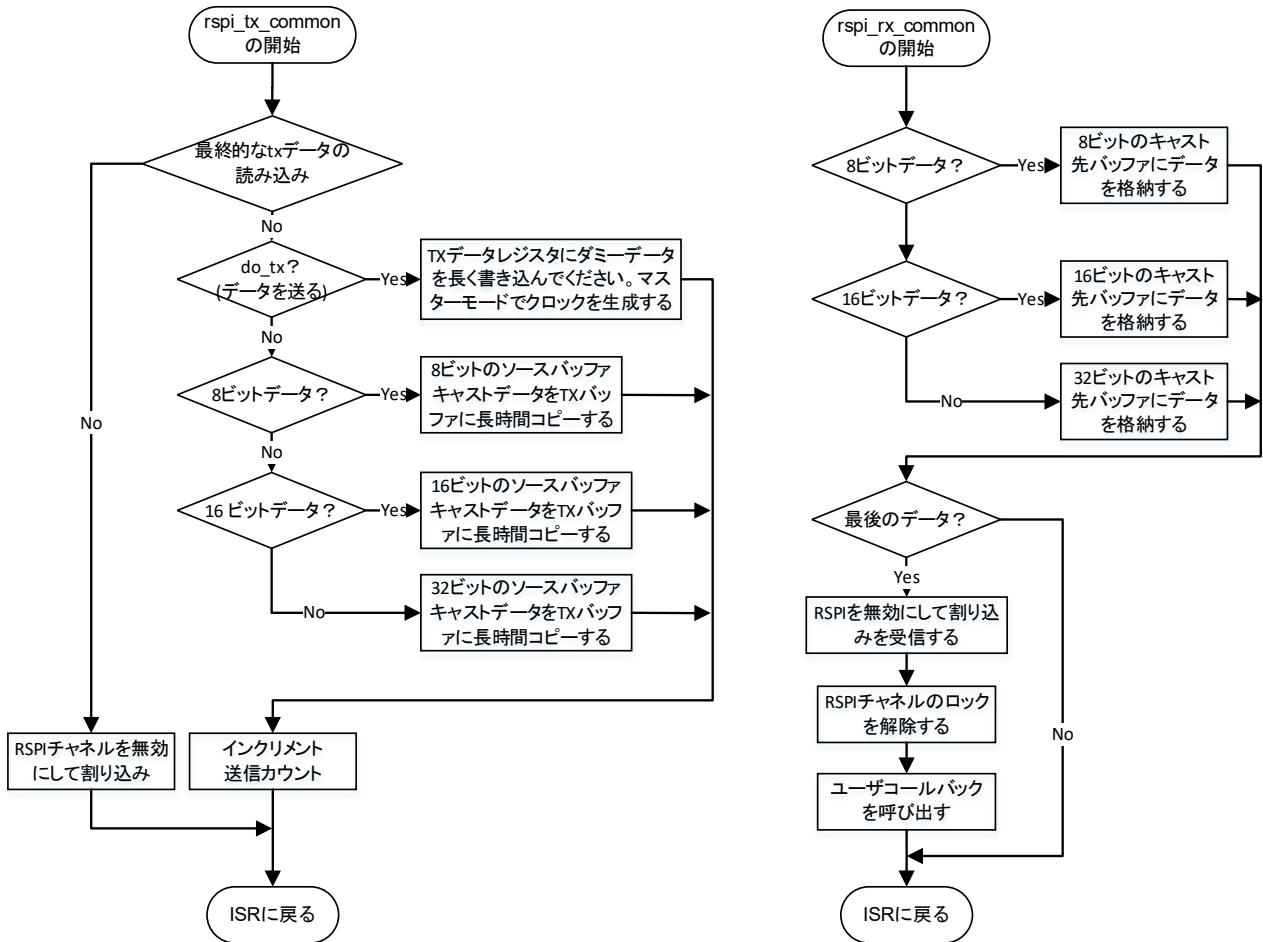 rspi_tx_common
の開始
最終的なtxデータの
読み込み
No
do_tx？
(データを送る)
Yes
TXデータレジスタにダミーデータ
を長く書き込んでください。マス
ターモードでクロックを生成する
No
8ビットデータ？
Yes
8ビットのソースバッファ
キャストデータをTXバッ
ファに長時間コピーする
No
No
16 ビットデータ？
Yes
16ビットのソースバッファ
キャストデータをTXバッフ
ァに長時間コピーする
No
32ビットのソースバッファ
キャストデータをTXバッフ
ァに長時間コピーする
RSPIチャネルを無効
にして割り込み
インクリメント
送信カウント
ISRに戻る
rspi_rx_common
の開始
8ビットデータ？
Yes
8ビットのキャスト
先バッファにデータ
を格納する
16ビットデータ？
Yes
16ビットのキャスト
先バッファにデータ
を格納する
No
32ビットのキャスト
先バッファにデータ
を格納する
最後のデータ？
Yes
RSPIを無効にして割り込
みを受信する
RSPIチャネルのロック
を解除する
No
ユーザコールバック
を呼び出す
ISRに戻る